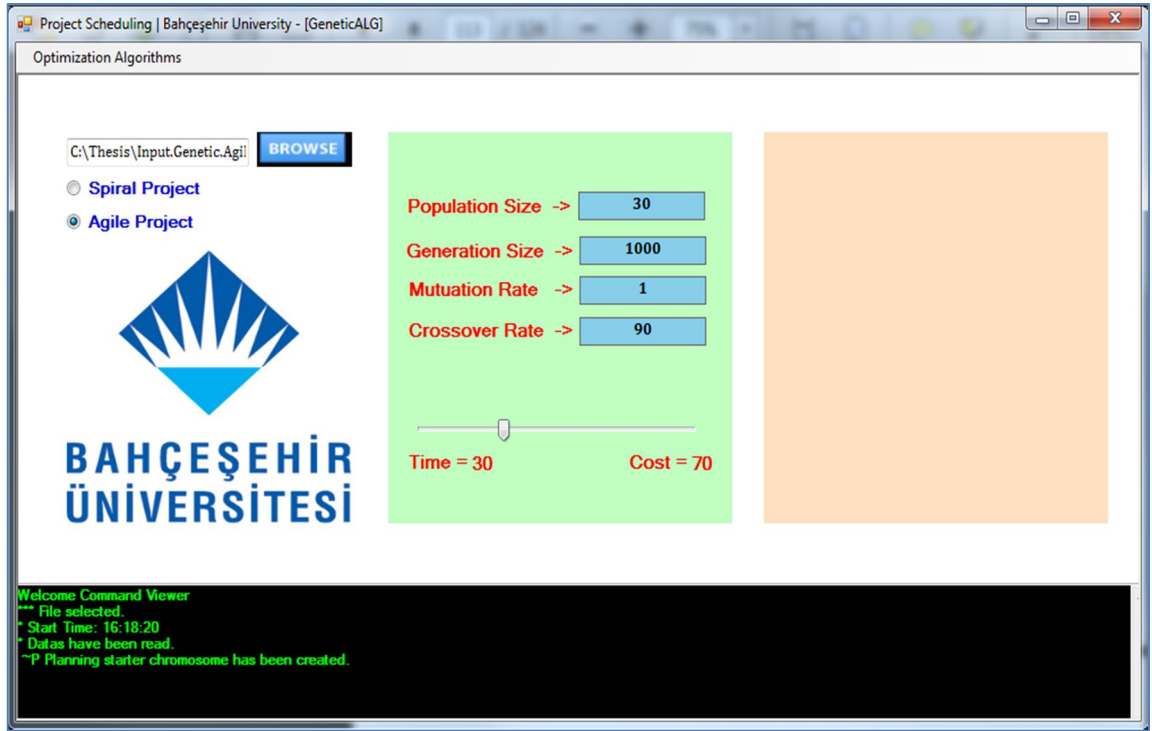 Project Scheduling | Bahçeşehir University - [GeneticALG]
Optimization Algorithms
C:\Thesis\Input.Genetic.Agil
BROWSE
Spiral Project
Agile Project
BAHÇEŞEHİR
ÜNİVERSİTESİ
Population Size -> 30
Generation Size -> 1000
Mutuation Rate -> 1
Crossover Rate -> 90
Time = 30 Cost = 70
Welcome Command Viewer
*** File selected.
* Start Time: 16:18:20
* Datas have been read.
~P Planning starter chromosome has been created.